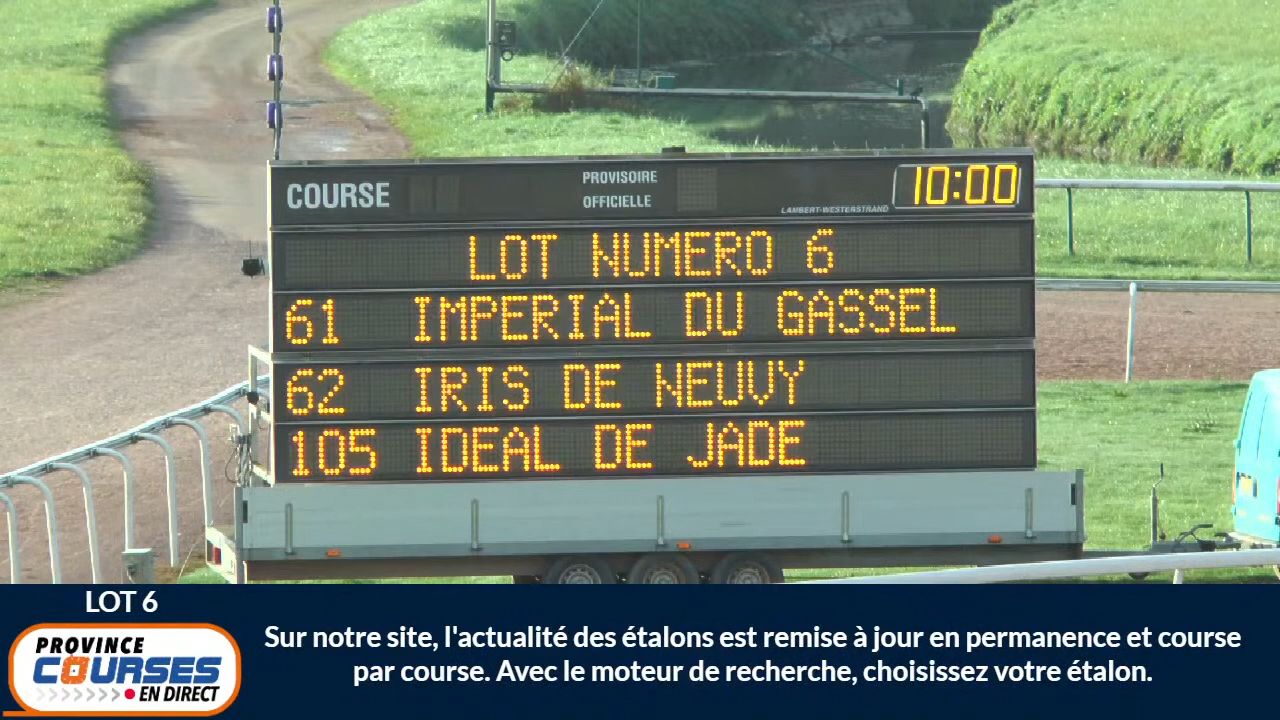 COURSE
PROVISOIRE
OFFICIELLE
LAMBERT-WESTERSTRAND
10:00
LOT NUMERO 6
61 IMPERIAL DU GASSEL
62 IRIS DE NEUVY
105 IDEAL DE JADE
LOT 6
PROVINCE
COURSES
EN DIRECT
Sur notre site, l'actualité des étalons est remise à jour en permanence et course
par course. Avec le moteur de recherche, choisissez votre étalon.